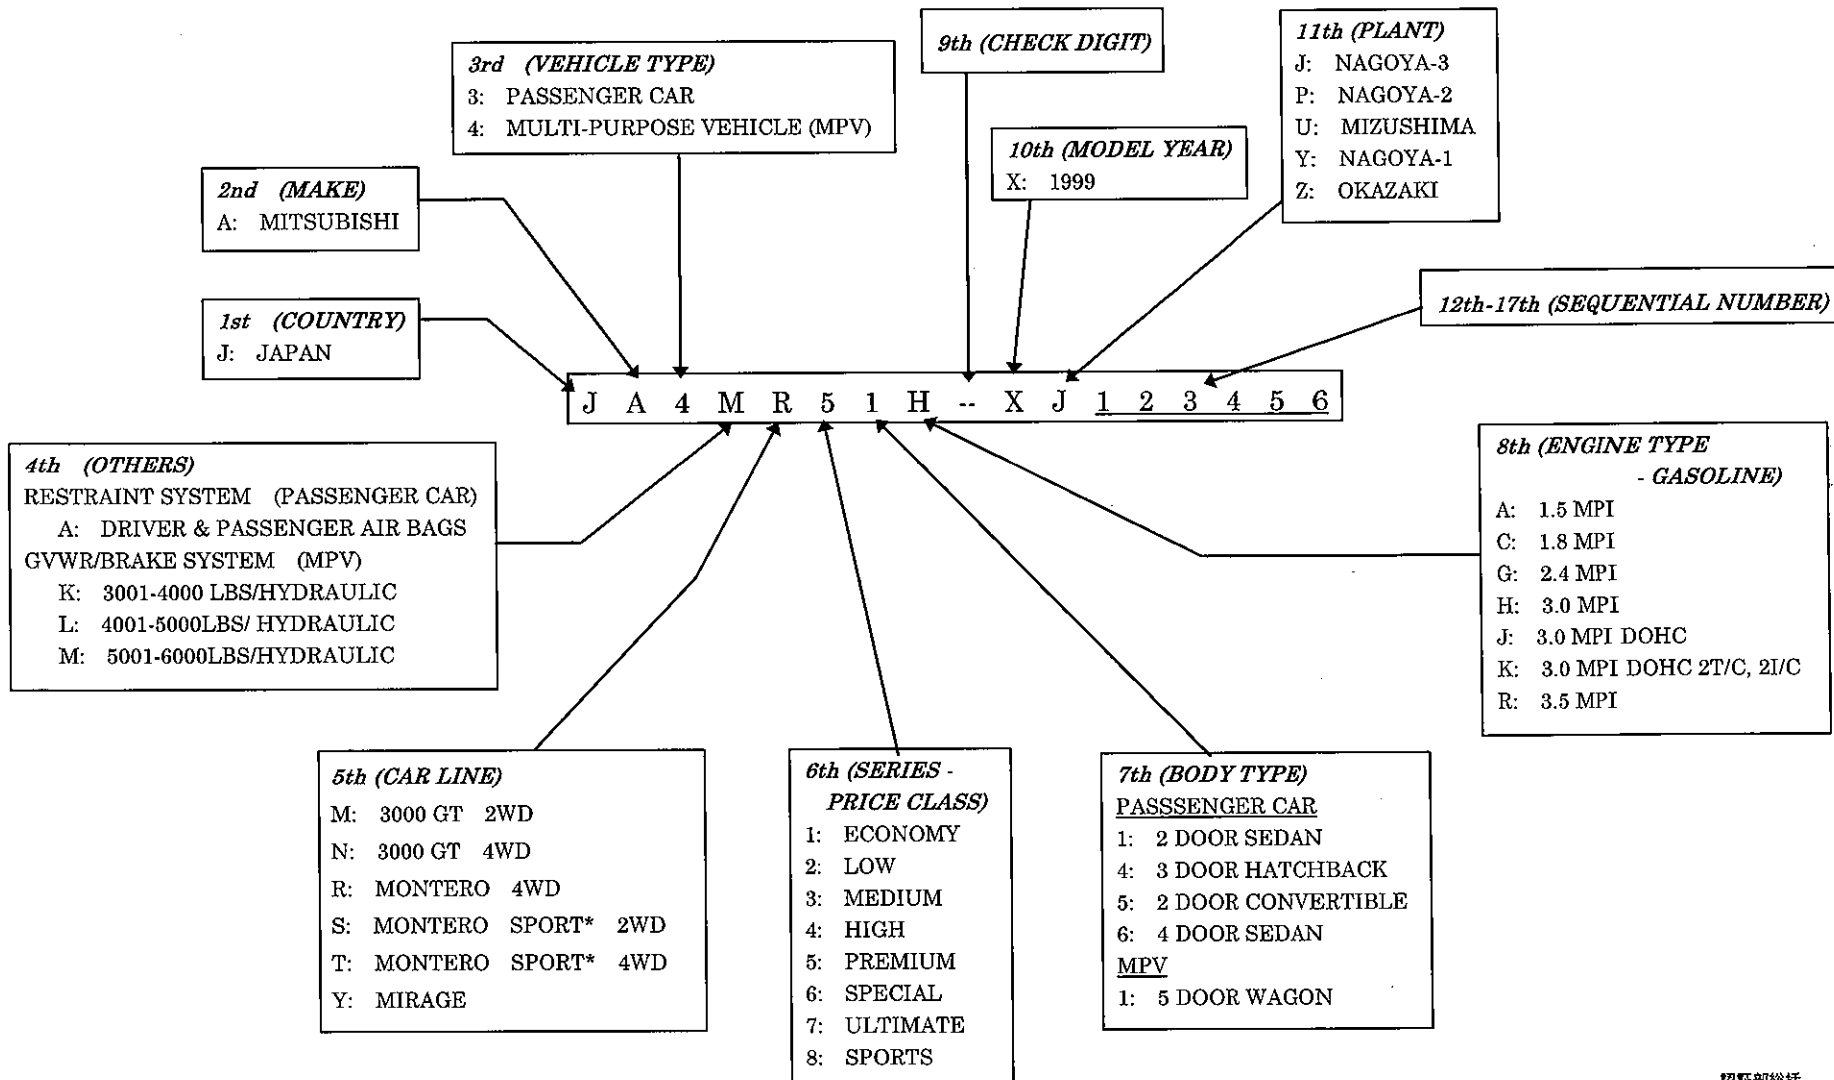 3rd (VEHICLE TYPE)
3: PASSENGER CAR
4: MULTI-PURPOSE VEHICLE (MPV)
9th (CHECK DIGIT)
11th (PLANT)
J: NAGOYA-3
P: NAGOYA-2
U: MIZUSHIMA
Y: NAGOYA-1
Z: OKAZAKI
10th (MODEL YEAR)
X: 1999
2nd (MAKE)
A: MITSUBISHI
1st (COUNTRY)
J: JAPAN
12th-17th (SEQUENTIAL NUMBER)
J A 4 M R 5 1 H -- X J 1 2 3 4 5 6
4th (OTHERS)
RESTRAINT SYSTEM (PASSENGER CAR)
A: DRIVER & PASSENGER AIR BAGS
GVWR/BRAKE SYSTEM (MPV)
K: 3001-4000 LBS/HYDRAULIC
L: 4001-5000LBS/ HYDRAULIC
M: 5001-6000LBS/HYDRAULIC
8th (ENGINE TYPE
- GASOLINE)
A: 1.5 MPI
C: 1.8 MPI
G: 2.4 MPI
H: 3.0 MPI
J: 3.0 MPI DOHC
K: 3.0 MPI DOHC 2T/C, 2I/C
R: 3.5 MPI
5th (CAR LINE)
M: 3000 GT 2WD
N: 3000 GT 4WD
R: MONTERO 4WD
S: MONTERO SPORT* 2WD
T: MONTERO SPORT* 4WD
Y: MIRAGE
6th (SERIES -
PRICE CLASS)
1: ECONOMY
2: LOW
3: MEDIUM
4: HIGH
5: PREMIUM
6: SPECIAL
7: ULTIMATE
8: SPORTS
7th (BODY TYPE)
PASSSENGER CAR
1: 2 DOOR SEDAN
4: 3 DOOR HATCHBACK
5: 2 DOOR CONVERTIBLE
6: 4 DOOR SEDAN
MPV
1: 5 DOOR WAGON